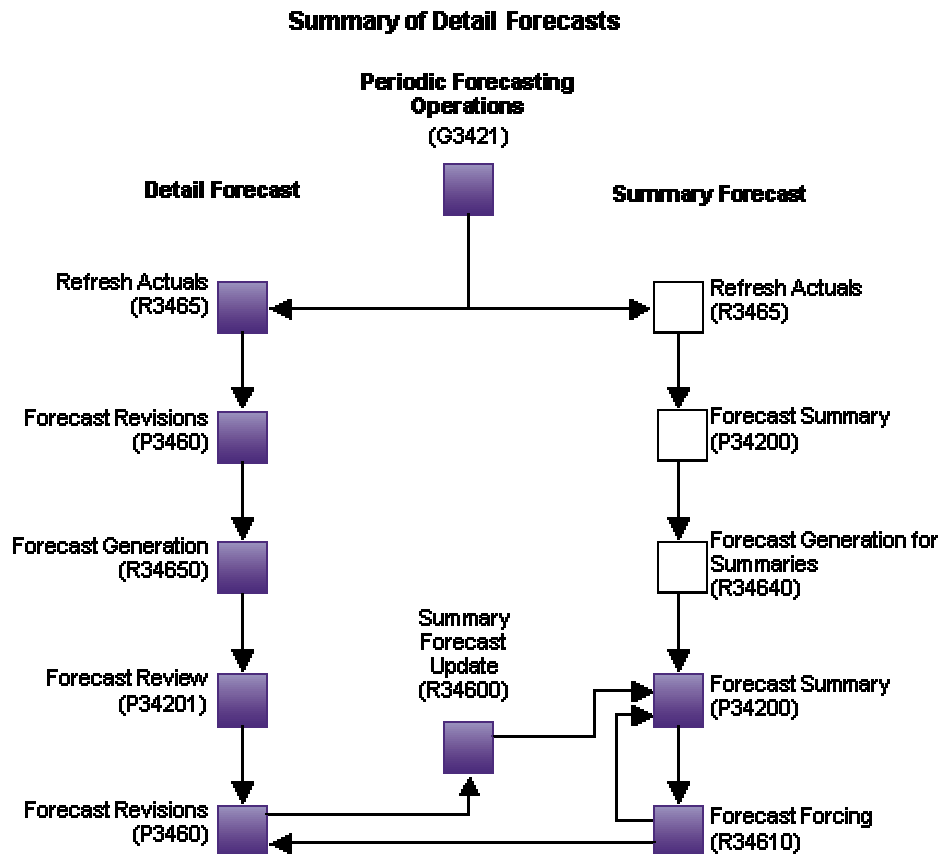 Summary of Detail Forecasts
Periodic Forecasting
Operations
(G3421)
Detail Forecast
Summary Forecast
Refresh Actuals
(R3465)
Refresh Actuals
(R3465)
Forecast Revisions
(P3460)
Forecast Summary
(P34200)
Forecast Generation
(R34650)
Forecast Generation for
Summaries
(R34640)
Summary
Forecast
Update
(R34600)
Forecast Review
(P34201)
Forecast Summary
(P34200)
Forecast Revisions
(P3460)
Forecast Forcing
(R34610)